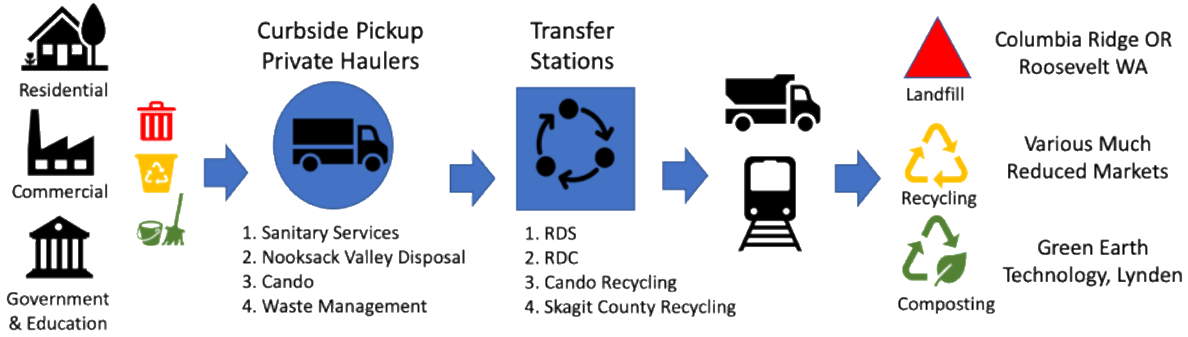 Residential
Commercial
Government
& Education
Curbside Pickup
Private Haulers
1. Sanitary Services
2. Nooksack Valley Disposal
3. Cando
4. Waste Management
Transfer
Stations
1. RDS
2. RDC
3. Cando Recycling
4. Skagit County Recycling
Landfill
Columbia Ridge OR
Roosevelt WA
Recycling
Various Much
Reduced Markets
Composting
Green Earth
Technology, Lynden